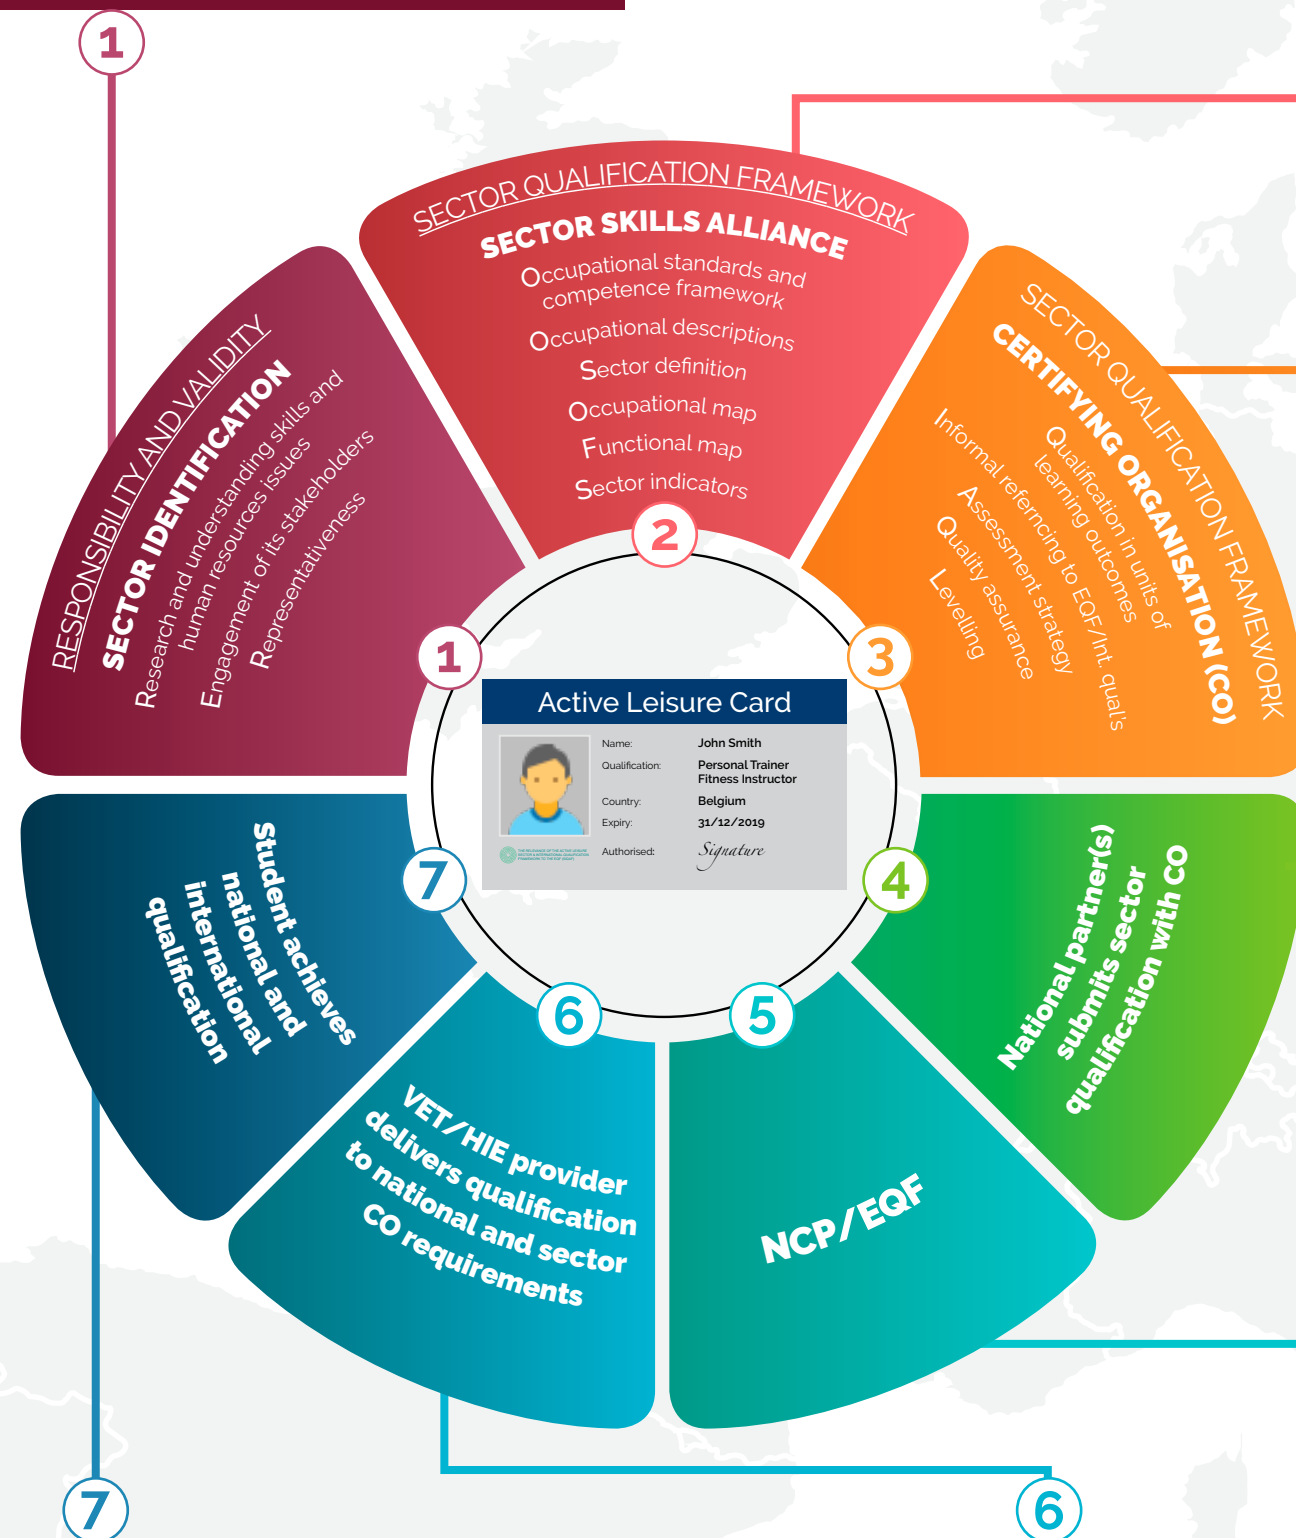 1
SECTOR QUALIFICATION FRAMEWORK
SECTOR SKILLS ALLIANCE
Occupational standards and
competence framework
Occupational descriptions
Sector definition
Occupational map
Functional map
Sector indicators
2
RESPONSIBILITY AND VALIDITY
SECTOR IDENTIFICATION
Research and understanding skills and
human resources issues
Engagement of its stakeholders
Representativeness
1
SECTOR QUALIFICATION FRAMEWORK
CERTIFYING ORGANISATION (CO)
Qualification in units of
learning outcomes
Informal referncing to EQF/Int. qual's
Assessment strategy
Quality assurance
Levelling
3
Active Leisure Card
Name: John Smith
Qualification: Personal Trainer
Fitness Instructor
Country: Belgium
Expiry: 31/12/2019
Authorised: Signature
4
National partner(s)
submits sector
qualification with CO
5
NCP/EQF
6
VET/HIE provider
delivers qualification
to national and sector
CO requirements
7
Student achieves
national and
international
qualification
7
6